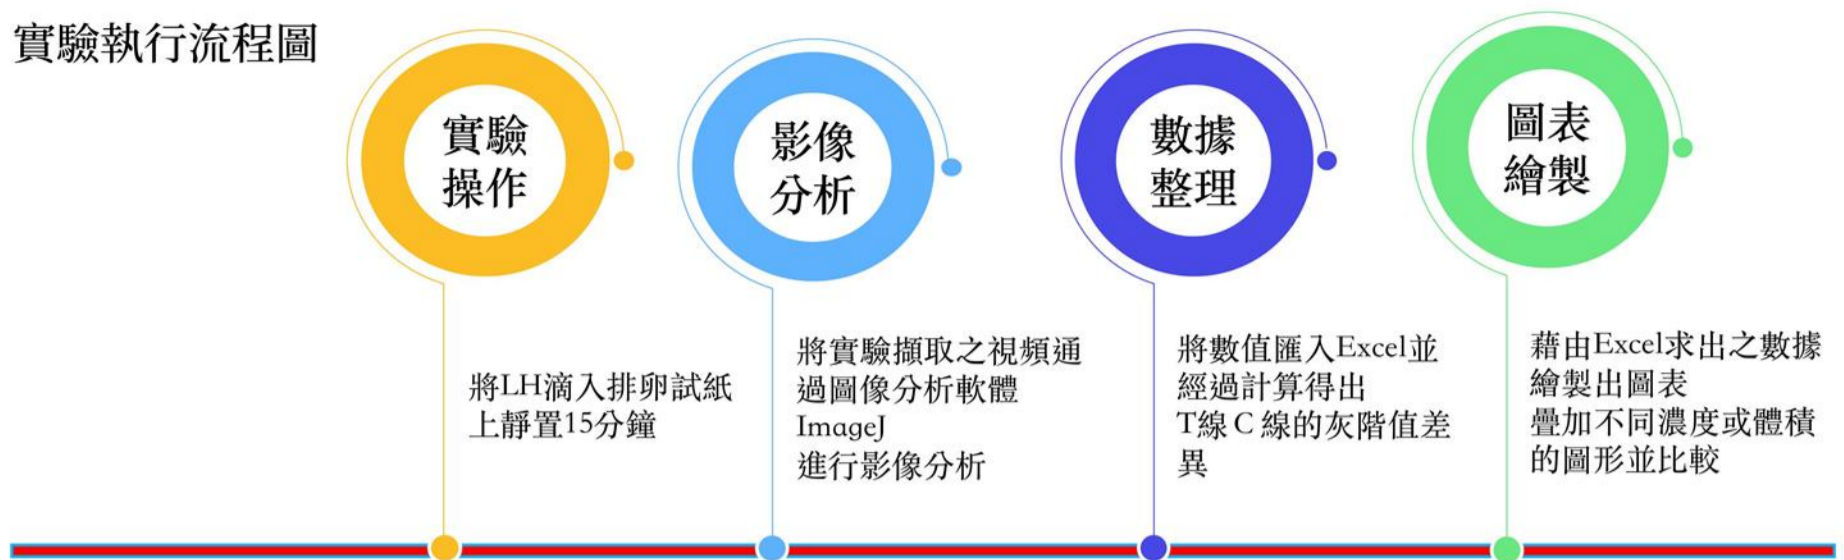 實驗執行流程圖
實驗
操作
影像
分析
數據
整理
圖表
繪製
將LH滴入排卵試紙
上靜置15分鐘
將實驗擷取之視頻通
過圖像分析軟體
ImageJ
進行影像分析
將數值匯入Excel並
經過計算得出
T線 C 線的灰階值差
異
藉由Excel求出之數據
繪製出圖表
疊加不同濃度或體積
的圖形並比較